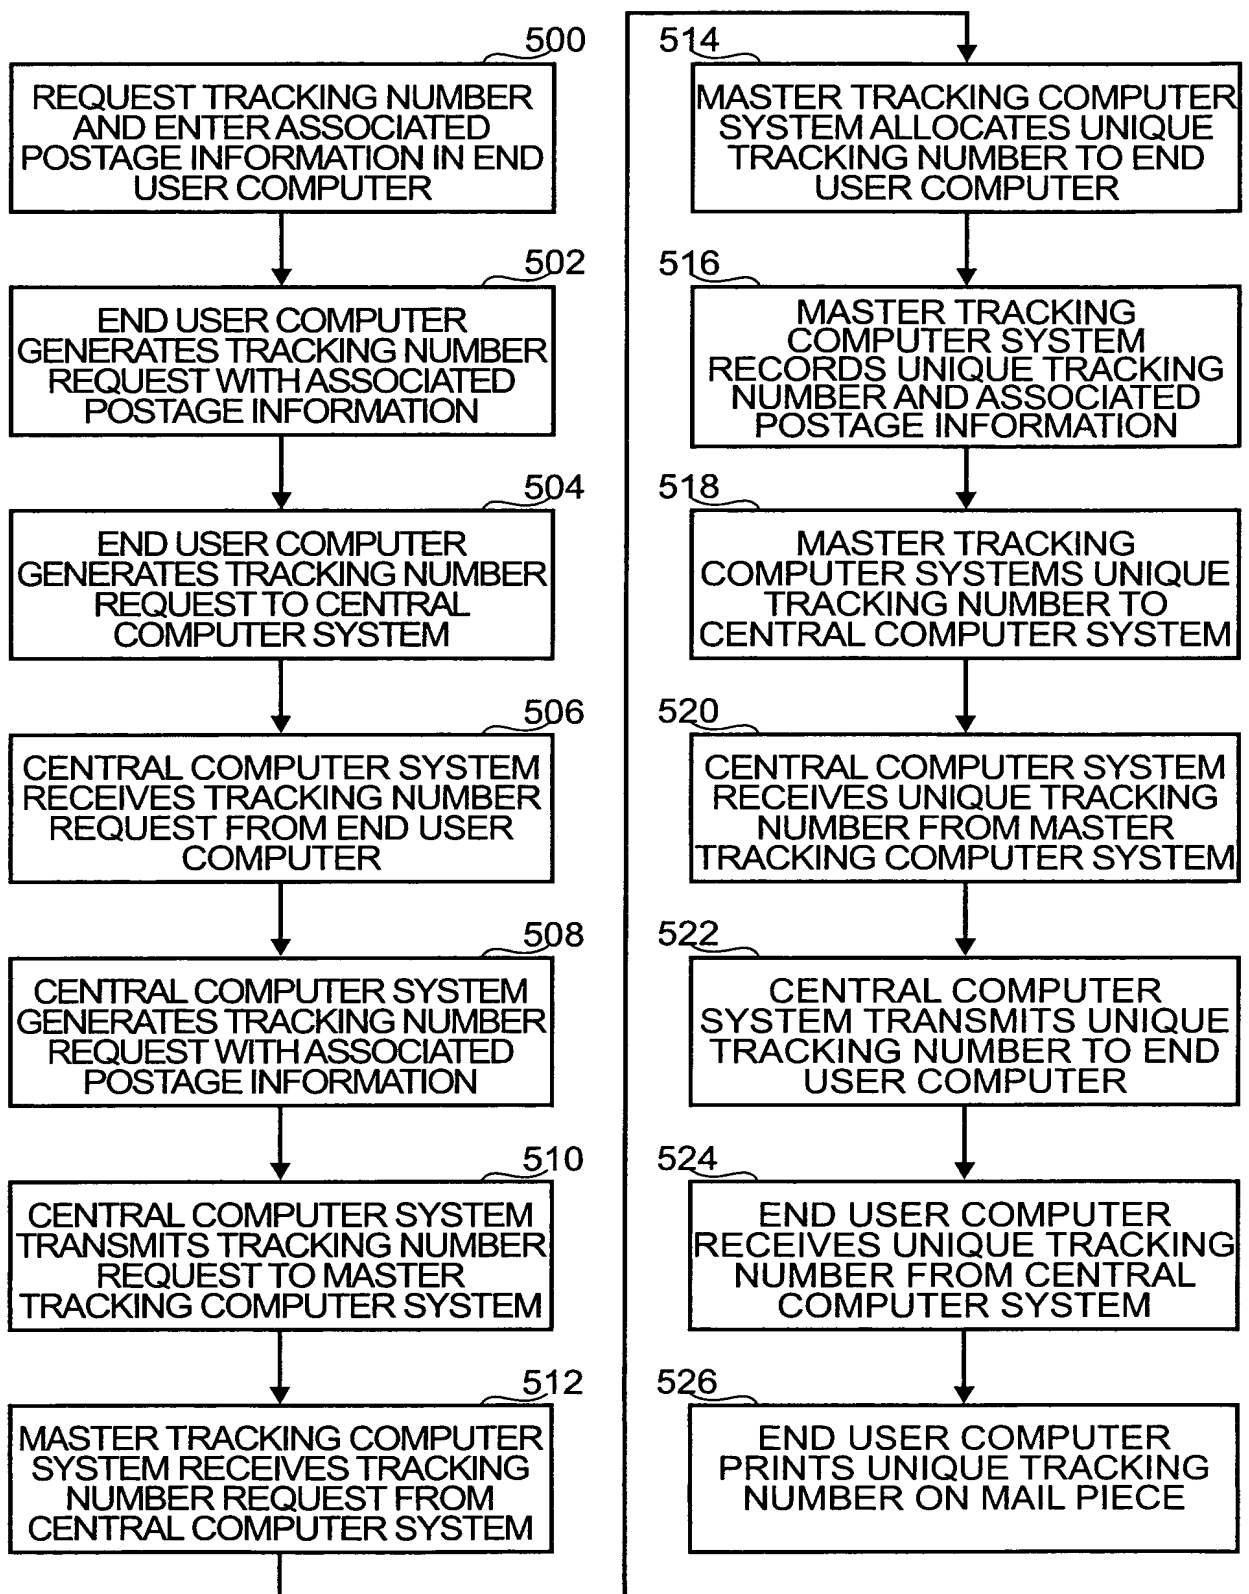 500
REQUEST TRACKING NUMBER
AND ENTER ASSOCIATED
POSTAGE INFORMATION IN END
USER COMPUTER
502
END USER COMPUTER
GENERATES TRACKING NUMBER
REQUEST WITH ASSOCIATED
POSTAGE INFORMATION
504
END USER COMPUTER
GENERATES TRACKING NUMBER
REQUEST TO CENTRAL
COMPUTER SYSTEM
506
CENTRAL COMPUTER SYSTEM
RECEIVES TRACKING NUMBER
REQUEST FROM END USER
COMPUTER
508
CENTRAL COMPUTER SYSTEM
GENERATES TRACKING NUMBER
REQUEST WITH ASSOCIATED
POSTAGE INFORMATION
510
CENTRAL COMPUTER SYSTEM
TRANSMITS TRACKING NUMBER
REQUEST TO MASTER
TRACKING COMPUTER SYSTEM
512
MASTER TRACKING COMPUTER
SYSTEM RECEIVES TRACKING
NUMBER REQUEST FROM
CENTRAL COMPUTER SYSTEM
514
MASTER TRACKING COMPUTER
SYSTEM ALLOCATES UNIQUE
TRACKING NUMBER TO END
USER COMPUTER
516
MASTER TRACKING
COMPUTER SYSTEM
RECORDS UNIQUE TRACKING
NUMBER AND ASSOCIATED
POSTAGE INFORMATION
518
MASTER TRACKING
COMPUTER SYSTEMS UNIQUE
TRACKING NUMBER TO
CENTRAL COMPUTER SYSTEM
520
CENTRAL COMPUTER SYSTEM
RECEIVES UNIQUE TRACKING
NUMBER FROM MASTER
TRACKING COMPUTER SYSTEM
522
CENTRAL COMPUTER
SYSTEM TRANSMITS UNIQUE
TRACKING NUMBER TO END
USER COMPUTER
524
END USER COMPUTER
RECEIVES UNIQUE TRACKING
NUMBER FROM CENTRAL
COMPUTER SYSTEM
526
END USER COMPUTER
PRINTS UNIQUE TRACKING
NUMBER ON MAIL PIECE